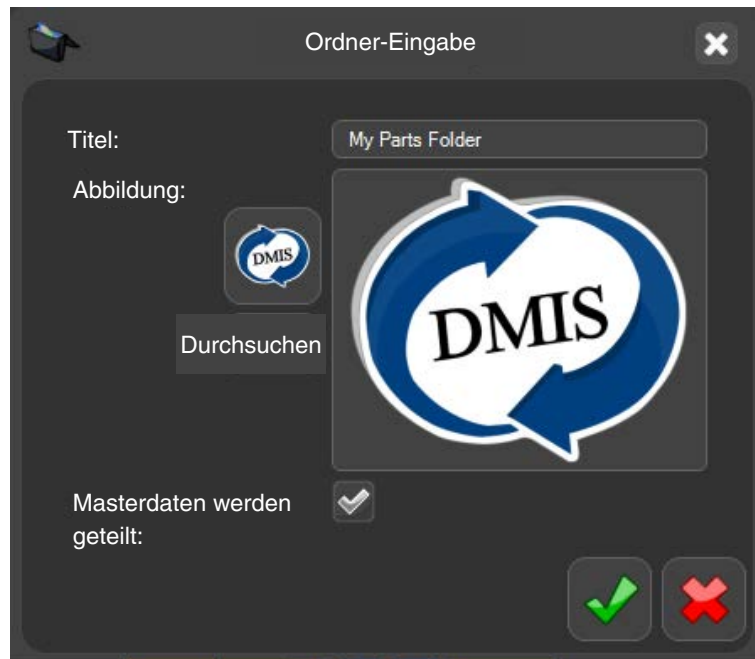 Ordner-Eingabe
Titel:
My Parts Folder
Abbildung:
DMIS
DMIS
Durchsuchen
Masterdaten werden
geteilt: